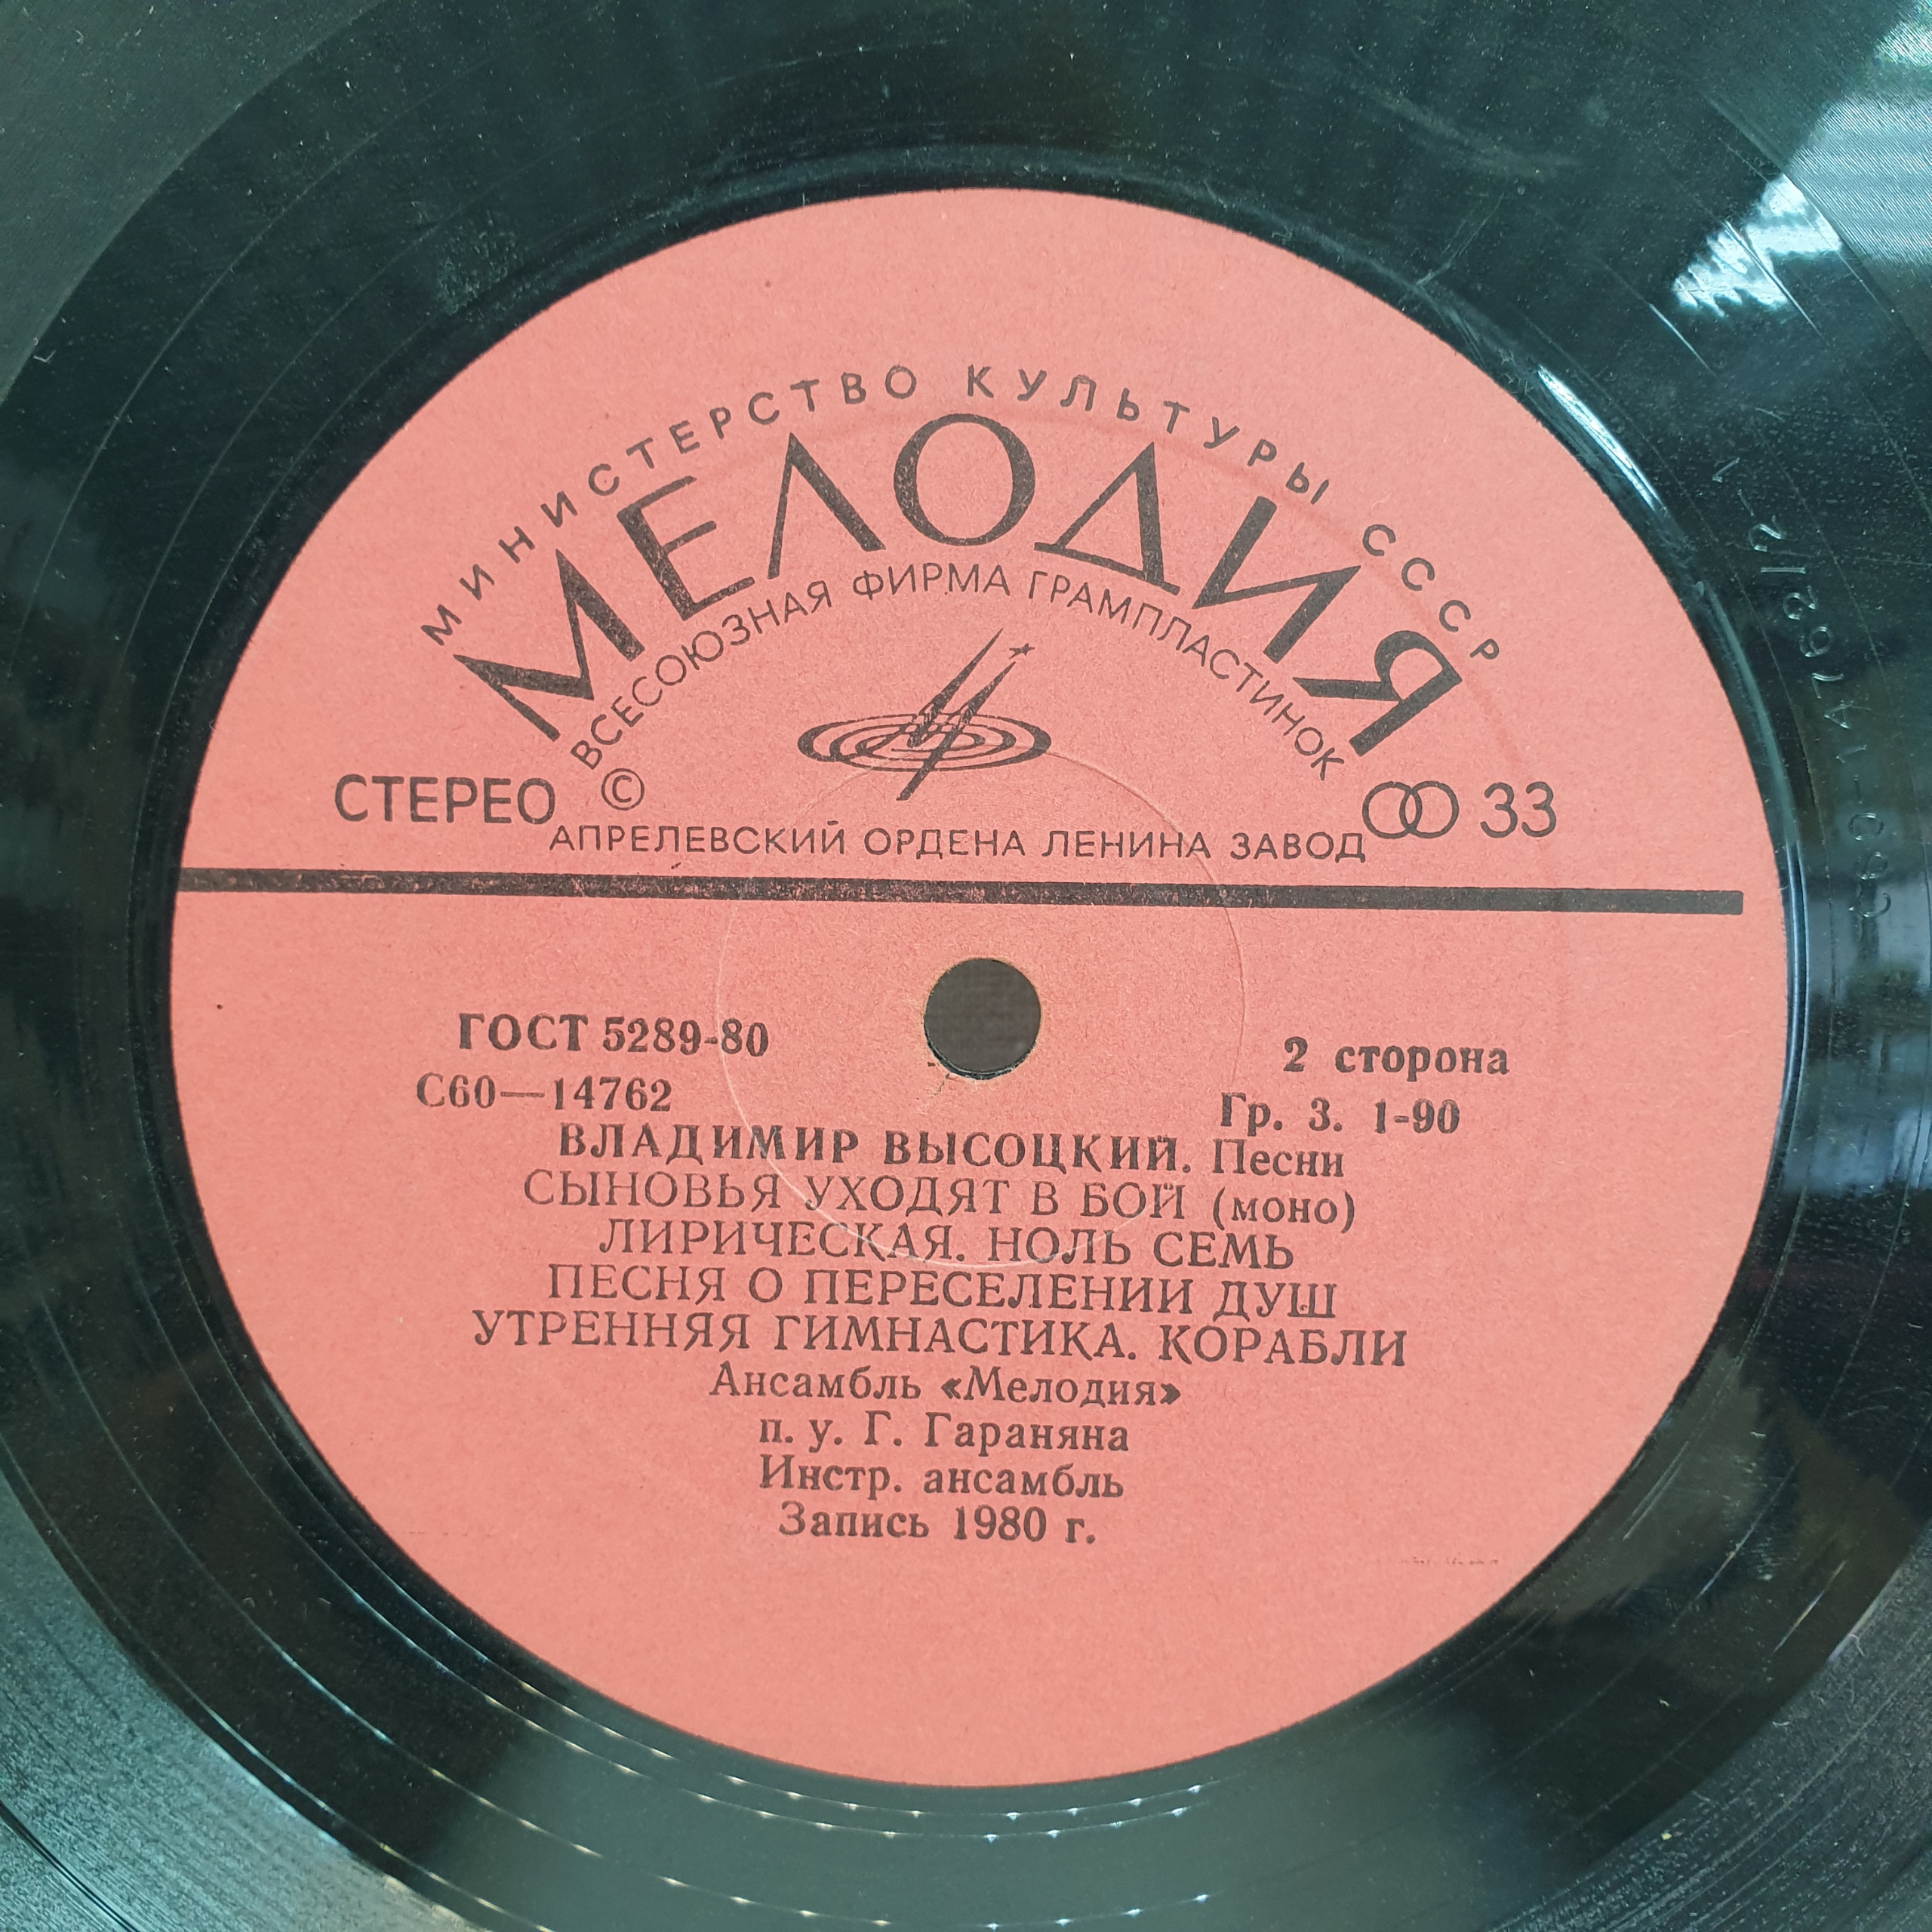 МИНИСТЕРСТВО КУЛЬТУРЫ СССР
МЕЛОДИЯ
ВСЕСОЮЗНАЯ ФИРМА ГРАМПЛАСТИНОК
СТЕРЕО © 33
АПРЕЛЕВСКИЙ ОРДЕНА ЛЕНИНА ЗАВОД
ГОСТ 5289-80 2 сторона
С60—14762 Гр. 3. 1-90
ВЛАДИМИР ВЫСОЦКИЙ. Песни
СЫНОВЬЯ УХОДЯТ В БОЙ (моно)
ЛИРИЧЕСКАЯ. НОЛЬ СЕМЬ
ПЕСНЯ О ПЕРЕСЕЛЕНИИ ДУШ
УТРЕННЯЯ ГИМНАСТИКА. КОРАБЛИ
Ансамбль «Мелодия»
п. у. Г. Гараняна
Инстр. ансамбль
Запись 1980 г.